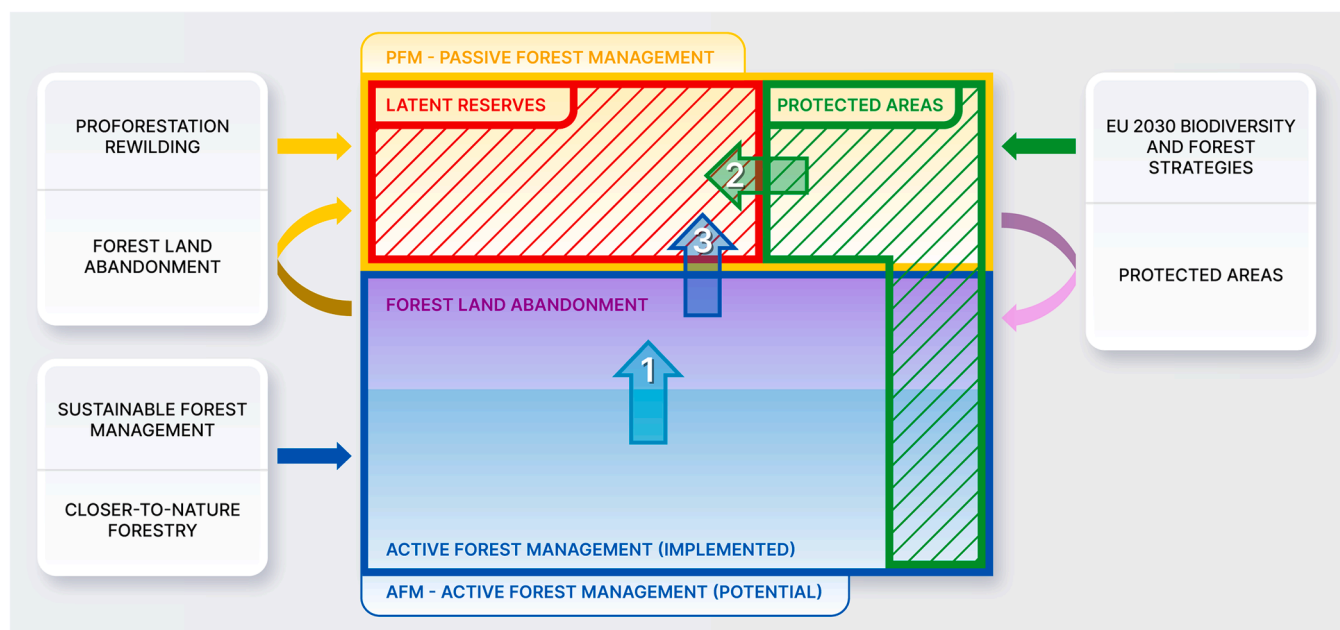 PFM - PASSIVE FOREST MANAGEMENT
LATENT RESERVES
PROTECTED AREAS
PROFORESTATION
REWILDING
FOREST LAND
ABANDONMENT
EU 2030 BIODIVERSITY
AND FOREST
STRATEGIES
PROTECTED AREAS
2
3
FOREST LAND ABANDONMENT
1
SUSTAINABLE FOREST
MANAGEMENT
CLOSER-TO-NATURE
FORESTRY
ACTIVE FOREST MANAGEMENT (IMPLEMENTED)
AFM - ACTIVE FOREST MANAGEMENT (POTENTIAL)